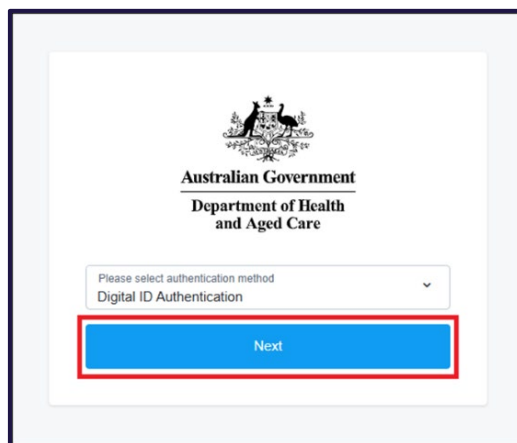 Australian Government
Department of Health
and Aged Care
Please select authentication method
Digital ID Authentication
Next